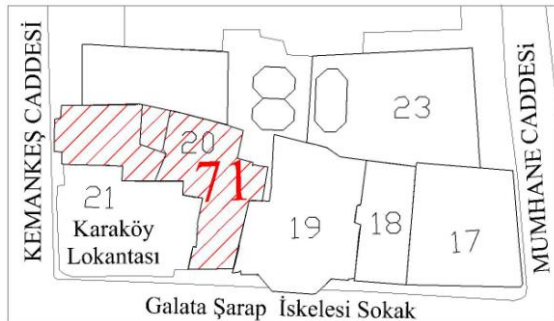 KEMANKEŞ CADDESİ
MUMHANE CADDESİ
23
20
71
21
Karaköy
Lokantası
19
18
17
Galata Şarap İskelesi Sokak